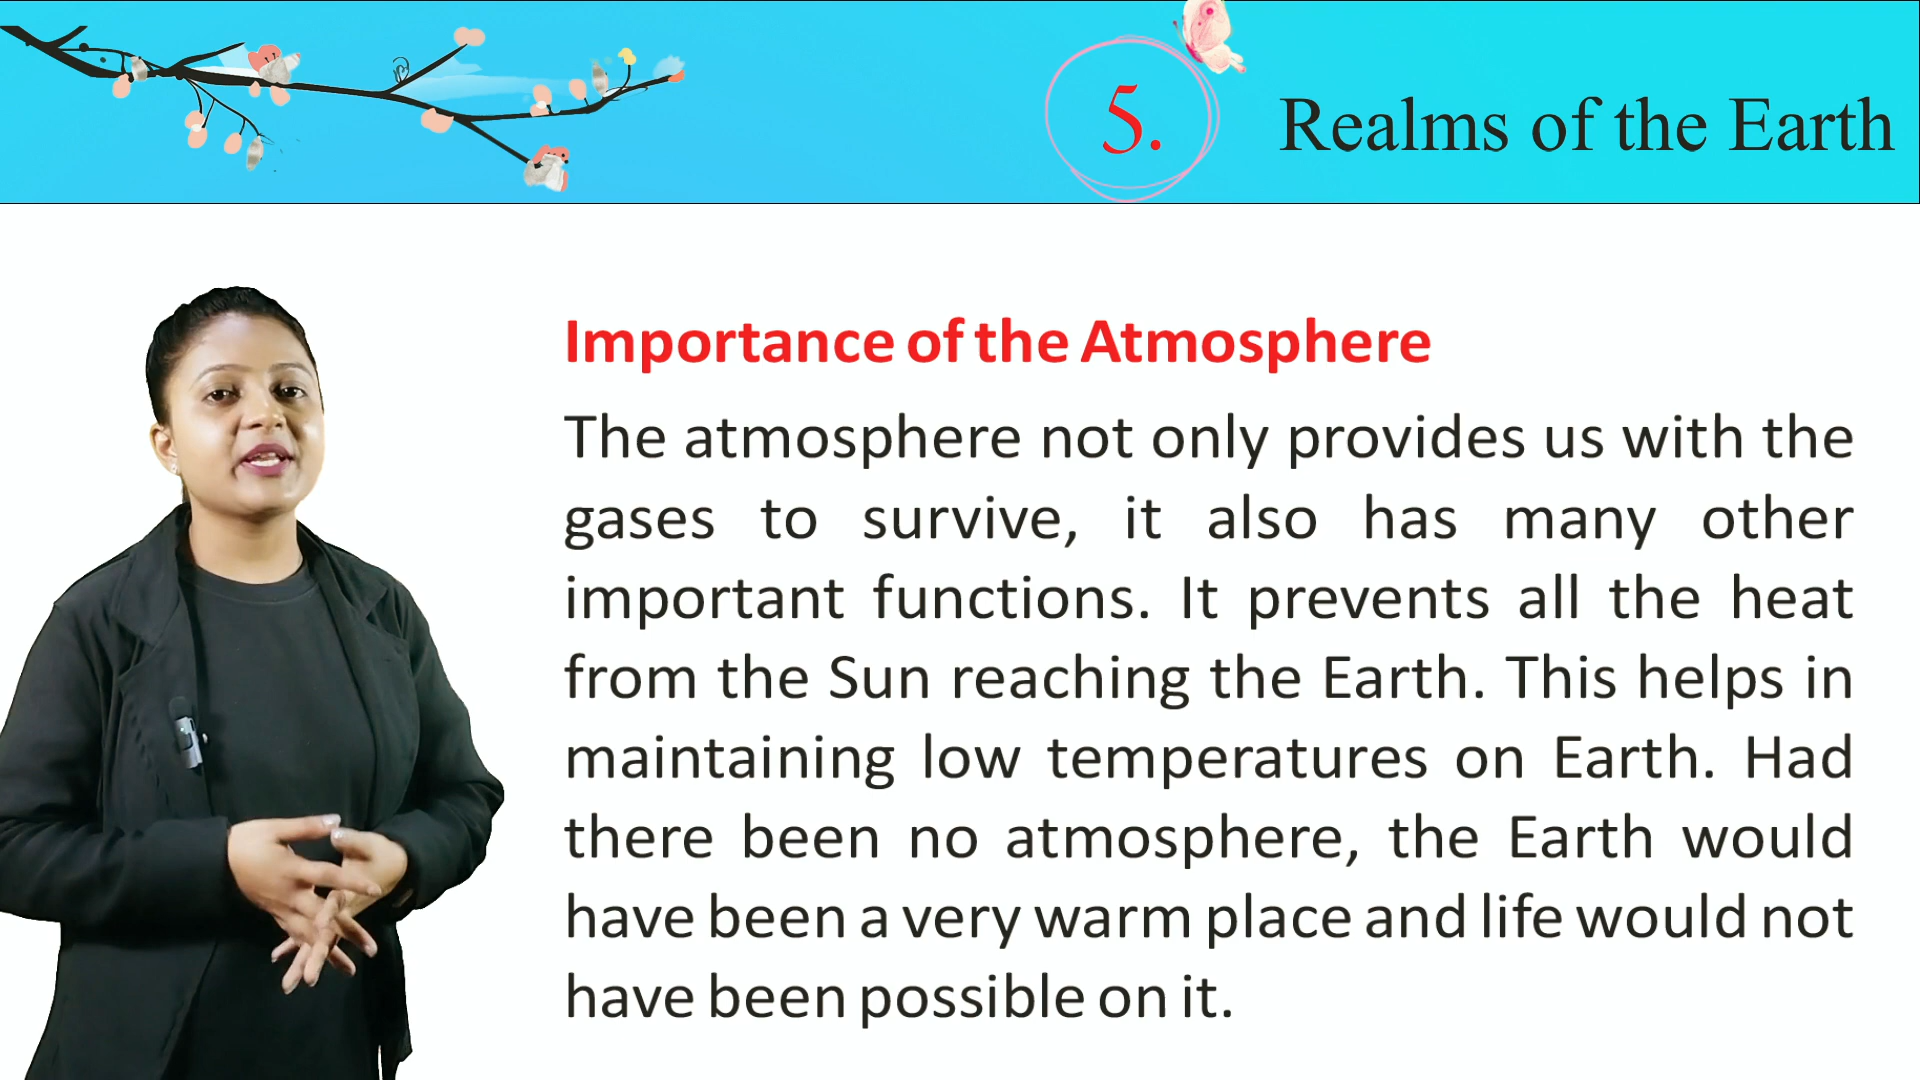 5.
Realms of the Earth
Importance of the Atmosphere
The atmosphere not only provides us with the
gases to survive, it also has many other
important functions. It prevents all the heat
from the Sun reaching the Earth. This helps in
maintaining low temperatures on Earth. Had
there been no atmosphere, the Earth would
have been a very warm place and life would not
have been possible on it.